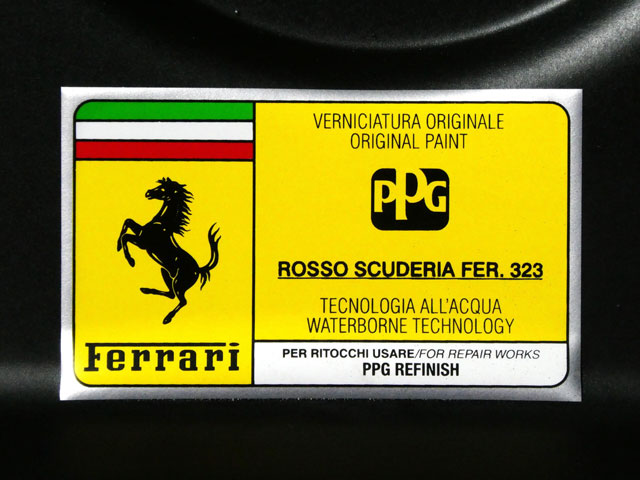 Ferrari
VERNICIATURA ORIGINALE
ORIGINAL PAINT
PPG
ROSSO SCUDERIA FER. 323
TECNOLOGIA ALL'ACQUA
WATERBORNE TECHNOLOGY
PER RITOCCHI USARE/FOR REPAIR WORKS
PPG REFINISH